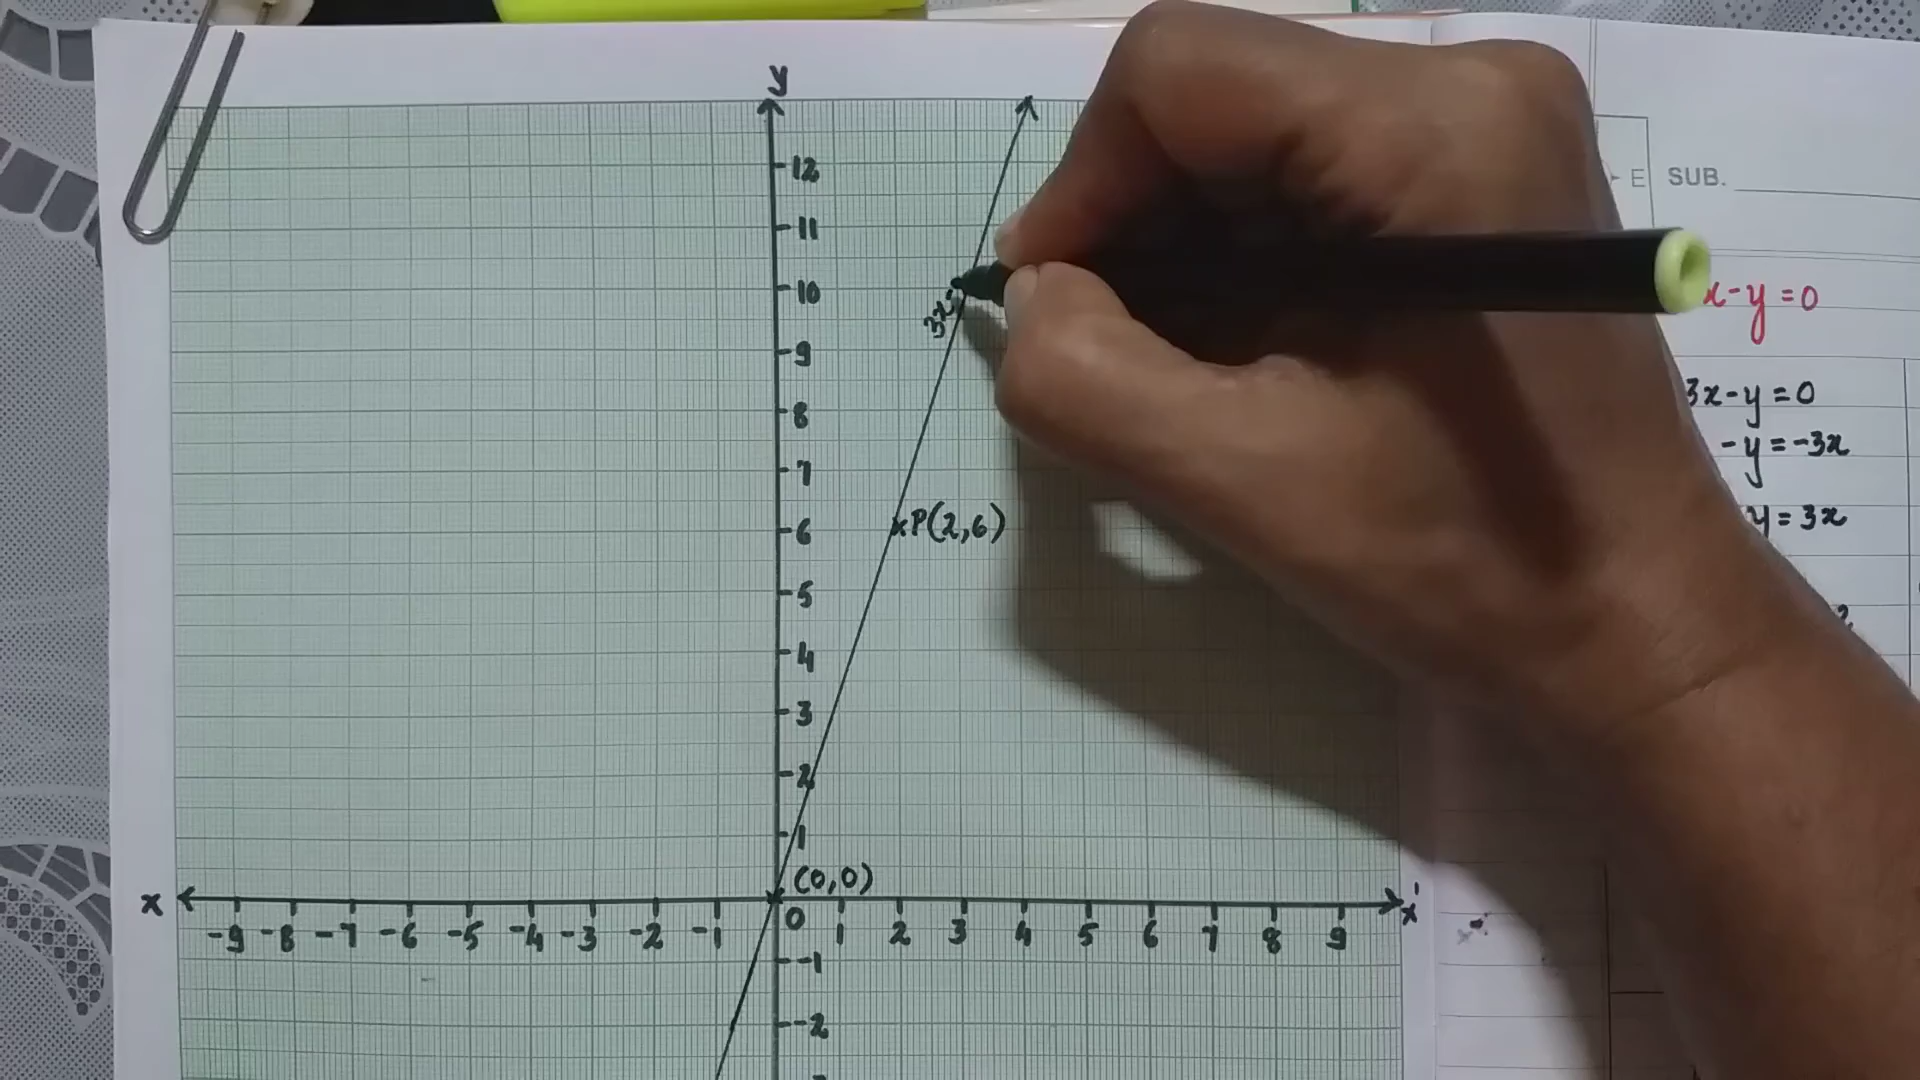 y
12
11
10
3x
9
8
7
6
P(2,6)
5
4
3
2
1
(0,0)
x
x'
-9 -8 -7 -6 -5 -4 -3 -2 -1 0 1 2 3 4 5 6 7 8 9
-1
-2
E
SUB.
x-y=0
3x-y=0
-y=-3x
y=3x